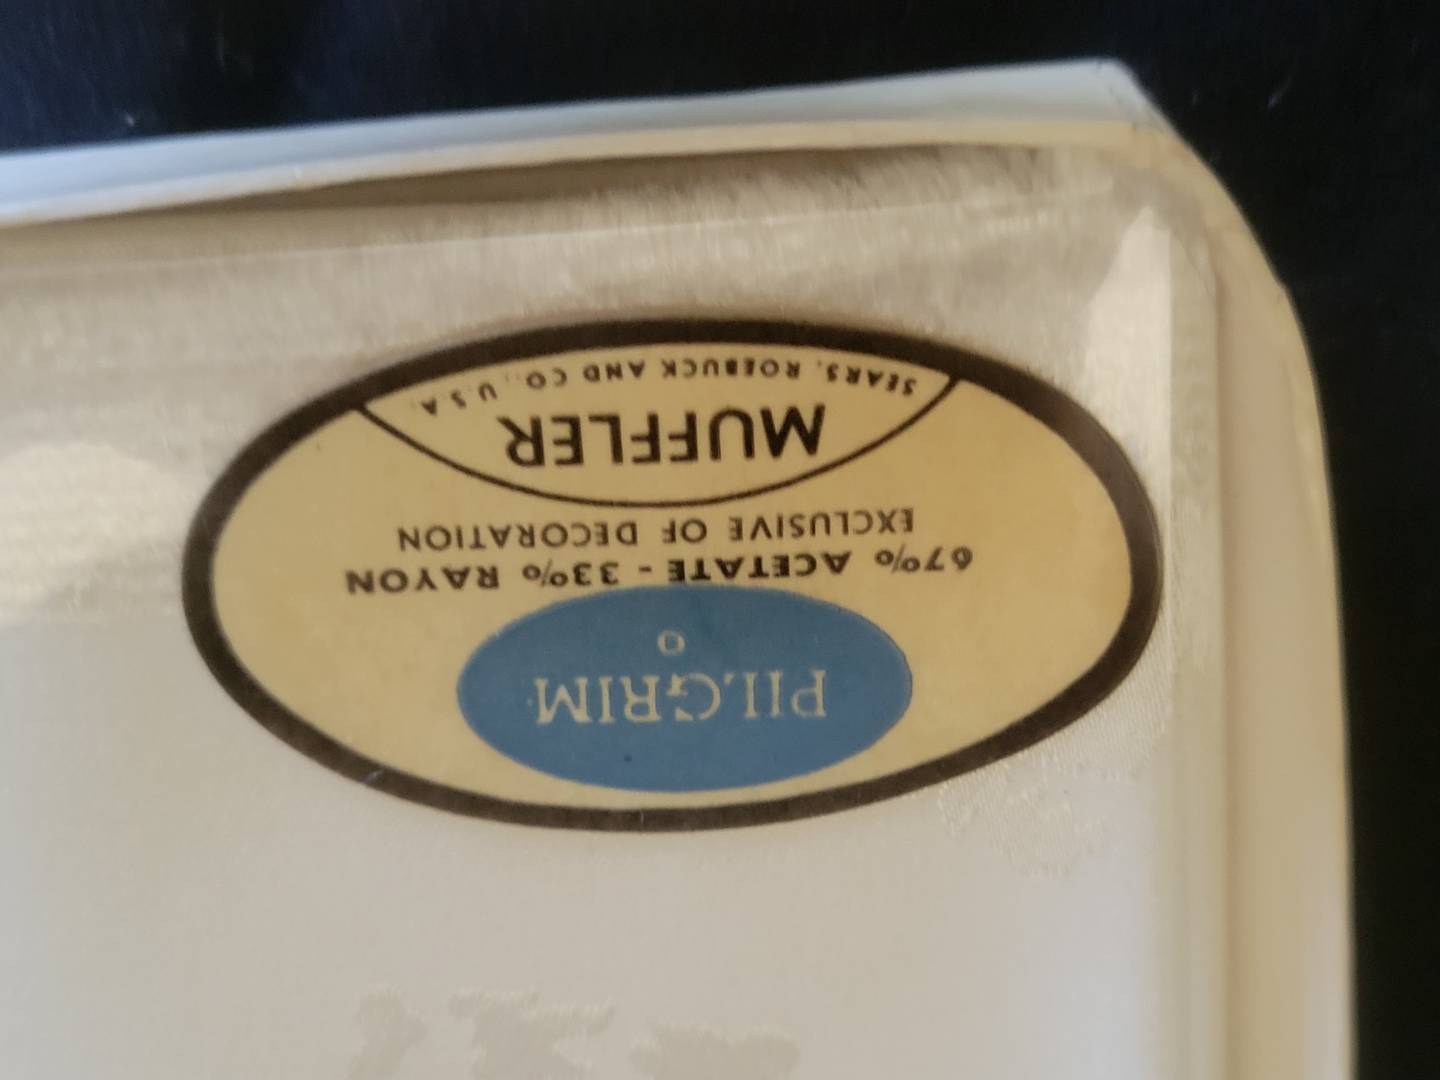 PILGRIM
67% ACETATE - 33% RAYON
EXCLUSIVE OF DECORATION
MUFFLER
SEARS, ROEBUCK AND CO., U.S.A.